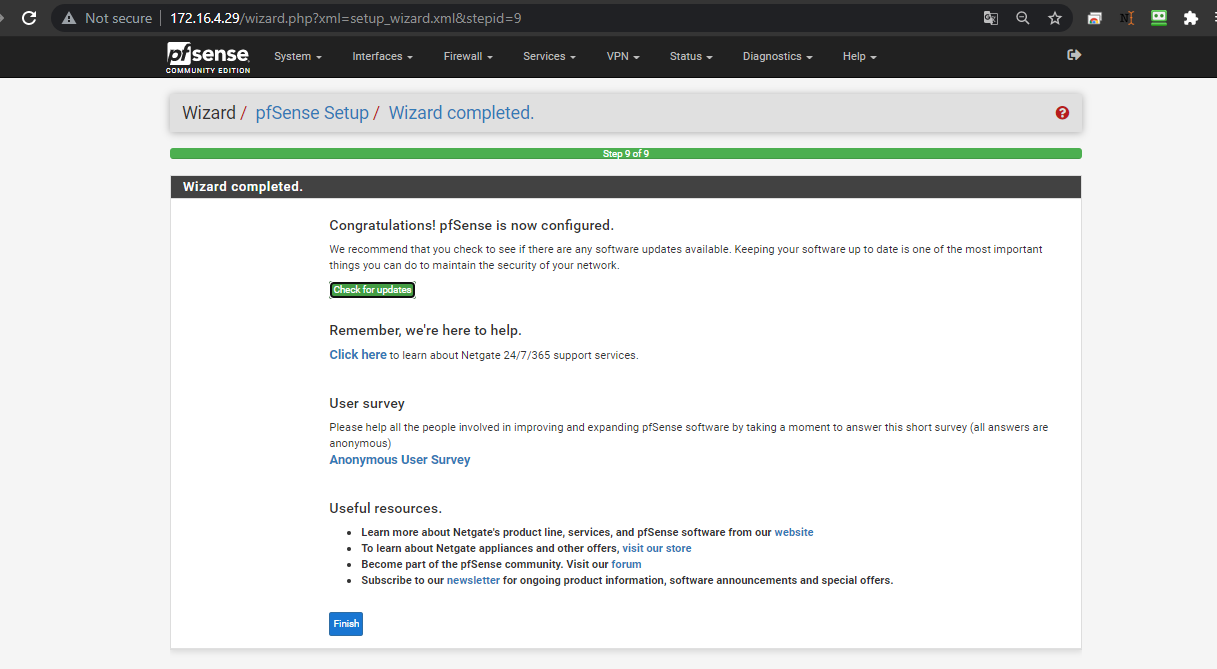 Not secure
172.16.4.29/wizard.php?xml=setup_wizard.xml&stepid=9
pfsense
COMMUNITY EDITION
System
Interfaces
Firewall
Services
VPN
Status
Diagnostics
Help
Wizard / pfSense Setup / Wizard completed.
Step 9 of 9
Wizard completed.
Congratulations! pfSense is now configured.
We recommend that you check to see if there are any software updates available. Keeping your software up to date is one of the most important
things you can do to maintain the security of your network.
Check for updates
Remember, we're here to help.
Click here to learn about Netgate 24/7/365 support services.
User survey
Please help all the people involved in improving and expanding pfSense software by taking a moment to answer this short survey (all answers are
anonymous)
Anonymous User Survey
Useful resources.
Learn more about Netgate's product line, services, and pfSense software from our website
To learn about Netgate appliances and other offers, visit our store
Become part of the pfSense community. Visit our forum
Subscribe to our newsletter for ongoing product information, software announcements and special offers.
Finish